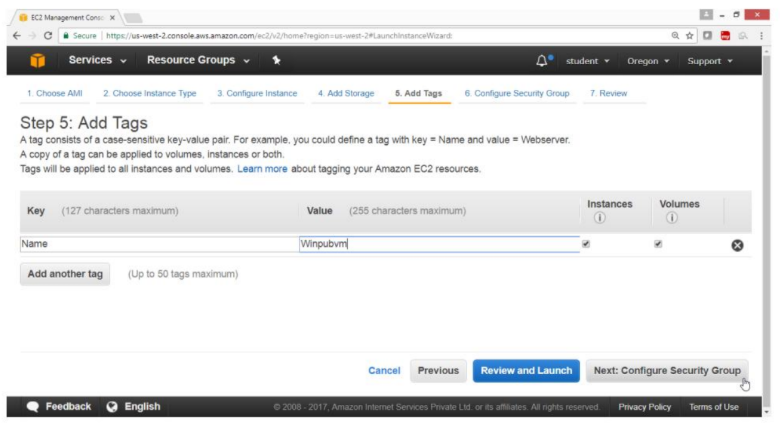 EC2 Management Conso
Secure https://us-west-2.console.aws.amazon.com/ec2/v2/home?region=us-west-2#LaunchInstanceWizard:
Services Resource Groups student Oregon Support
1. Choose AMI 2. Choose Instance Type 3. Configure Instance 4. Add Storage 5. Add Tags 6. Configure Security Group 7. Review
Step 5: Add Tags
A tag consists of a case-sensitive key-value pair. For example, you could define a tag with key = Name and value = Webserver.
A copy of a tag can be applied to volumes, instances or both.
Tags will be applied to all instances and volumes. Learn more about tagging your Amazon EC2 resources.
Key (127 characters maximum) Value (255 characters maximum) Instances Volumes
Name Winpubvm
Add another tag (Up to 50 tags maximum)
Cancel Previous Review and Launch Next: Configure Security Group
Feedback English © 2008 - 2017, Amazon Internet Services Private Ltd. or its affiliates. All rights reserved. Privacy Policy Terms of Use